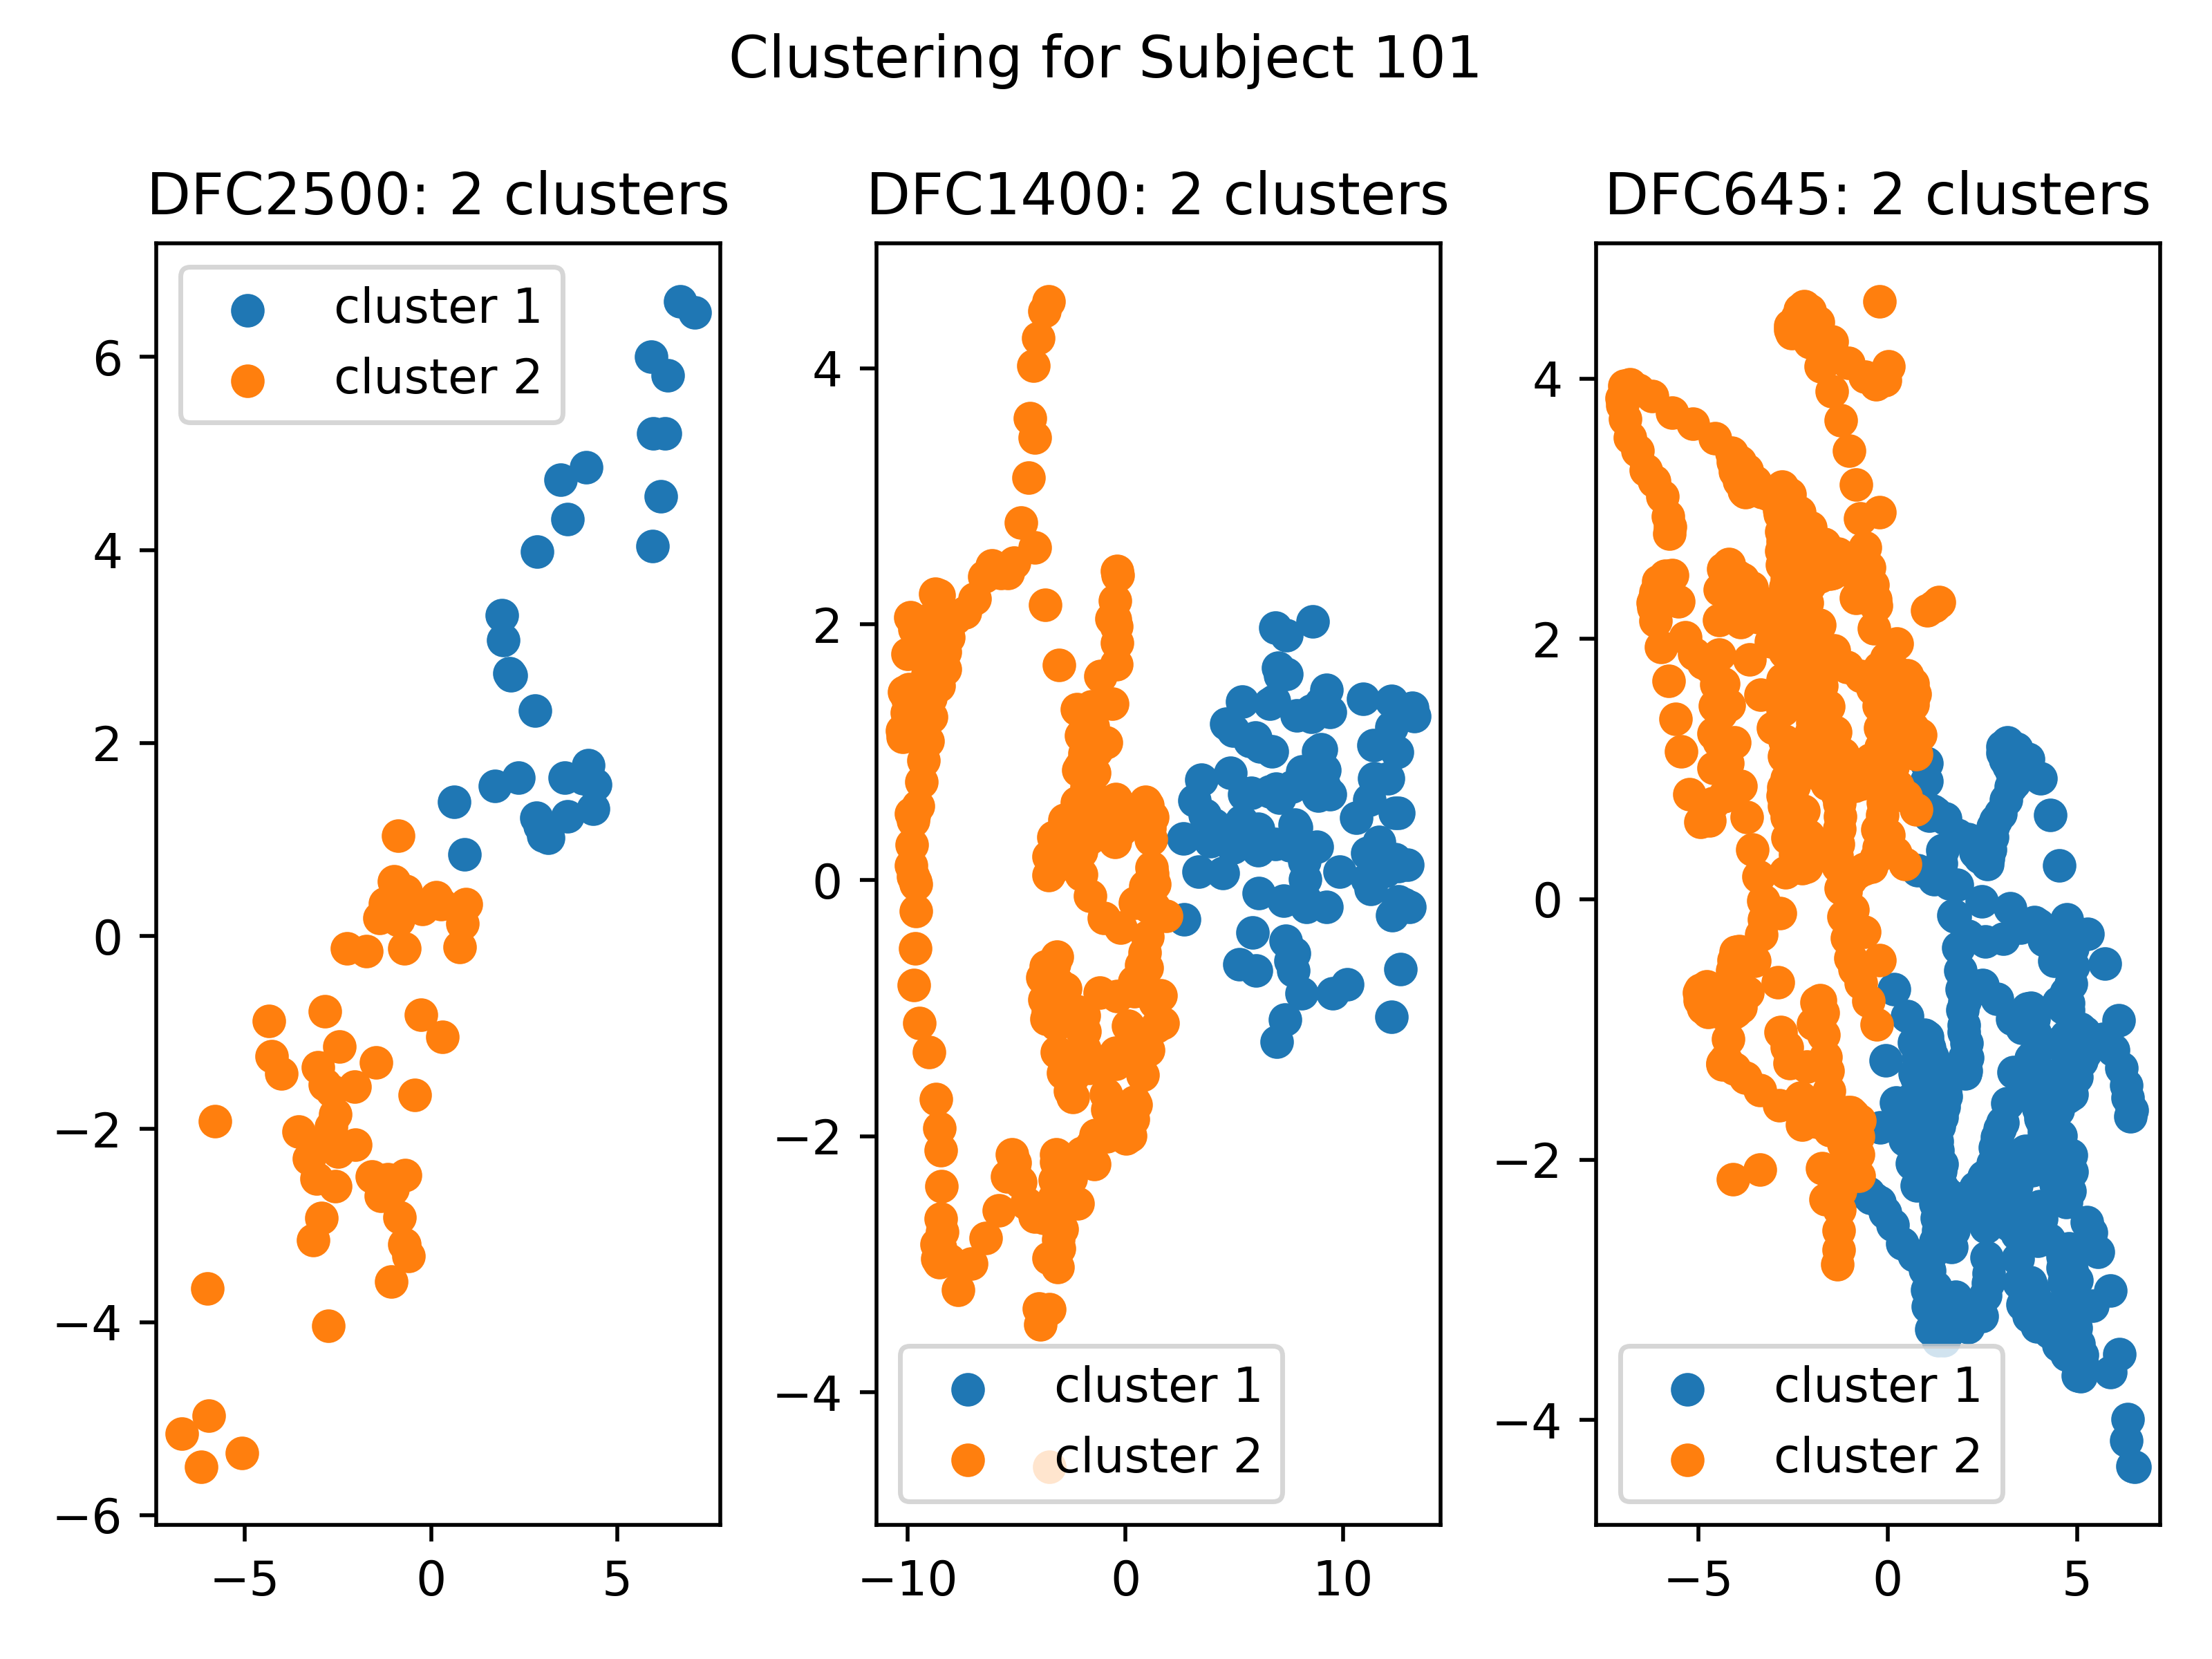 Clustering for Subject 101
DFC2500: 2 clusters
cluster 1
cluster 2
6
4
2
0
−2
−4
−6
−5
0
5
DFC1400: 2 clusters
4
2
0
−2
−4
cluster 1
cluster 2
−10
0
10
DFC645: 2 clusters
4
2
0
−2
−4
cluster 1
cluster 2
−5
0
5